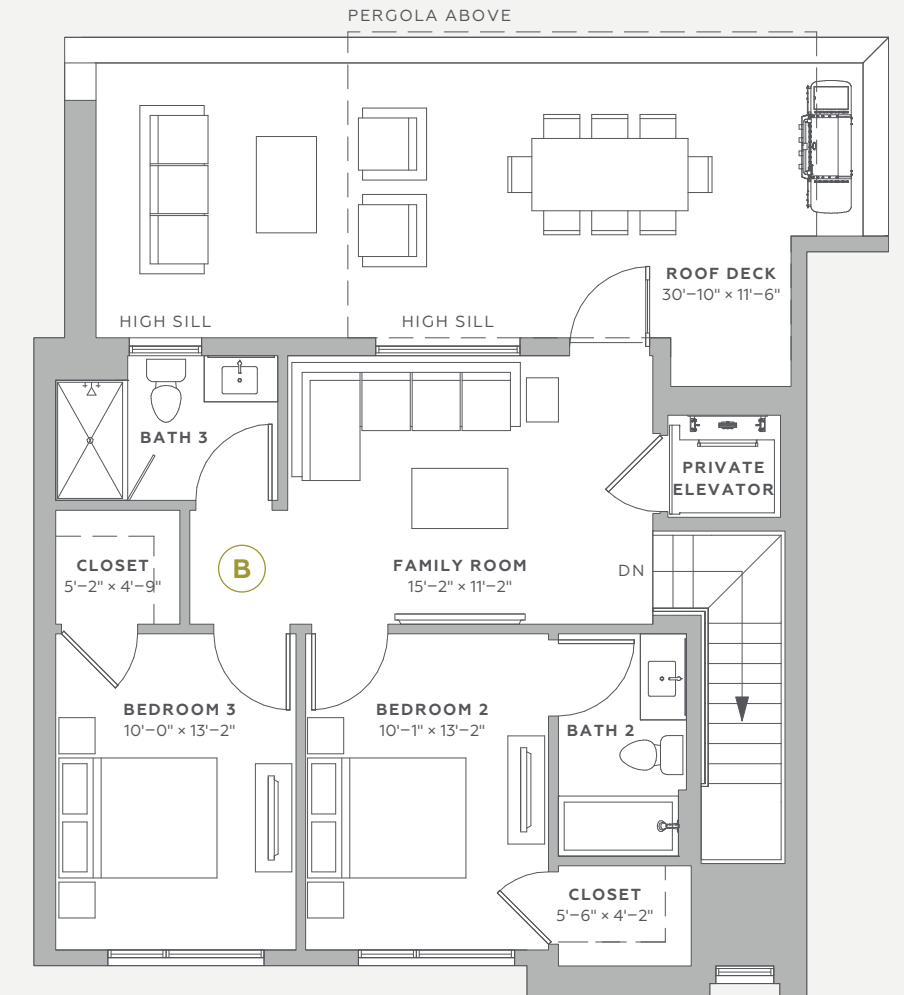 PERGOLA ABOVE
ROOF DECK
30'–10" × 11'–6"
HIGH SILL
HIGH SILL
BATH 3
PRIVATE
ELEVATOR
CLOSET
5'–2" × 4'–9"
B
FAMILY ROOM
15'–2" × 11'–2"
DN
BEDROOM 3
10'–0" × 13'–2"
BEDROOM 2
10'–1" × 13'–2"
BATH 2
CLOSET
5'–6" × 4'–2"